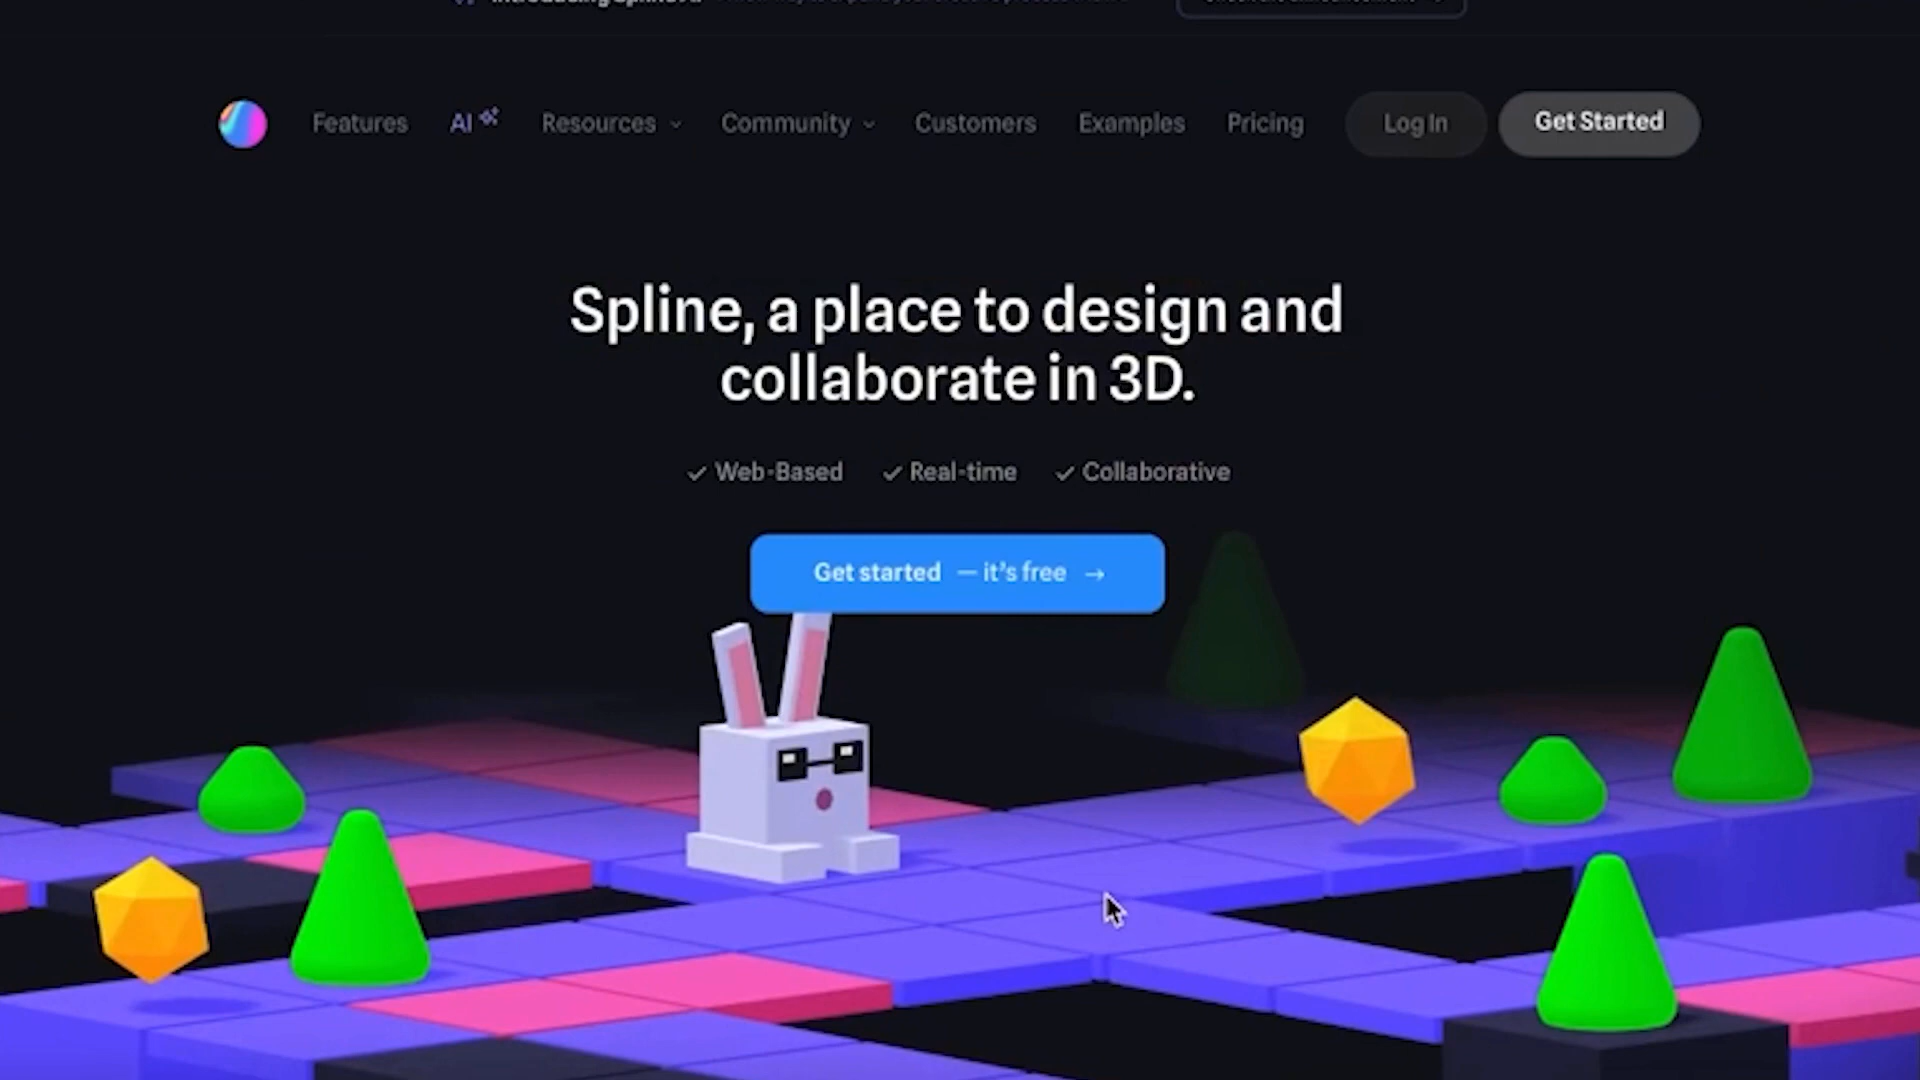 Features AI Resources Community Customers Examples Pricing Log In Get Started
Spline, a place to design and
collaborate in 3D.
Web-Based Real-time Collaborative
Get started — it's free →